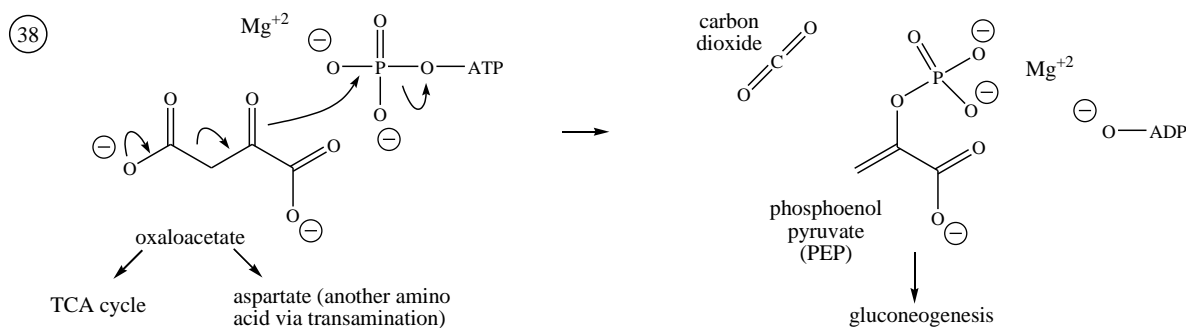 38
Mg+2
O
O
P
O
ATP
O
O
O
O
O
O
oxaloacetate
TCA cycle
aspartate (another amino
acid via transamination)
carbon
dioxide
O
C
O
O
O
P
O
O
Mg+2
O
ADP
O
O
phosphoenol
pyruvate
(PEP)
gluconeogenesis